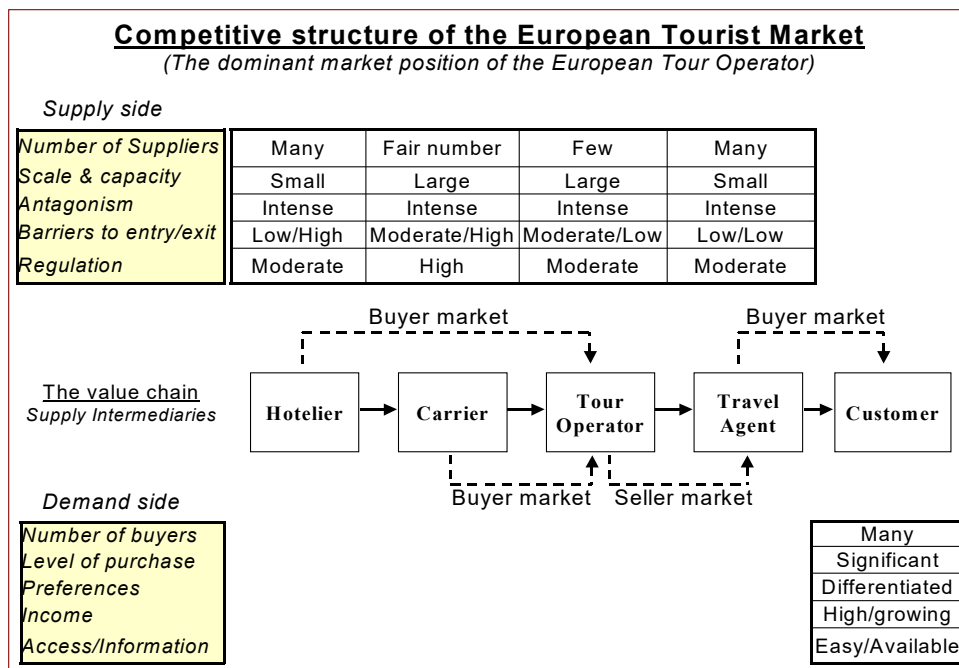 Competitive structure of the European Tourist Market
(The dominant market position of the European Tour Operator)
Supply side
Number of Suppliers Many Fair number Few Many
Scale & capacity Small Large Large Small
Antagonism Intense Intense Intense Intense
Barriers to entry/exit Low/High Moderate/High Moderate/Low Low/Low
Regulation Moderate High Moderate Moderate
Buyer market Buyer market
The value chain
Supply Intermediaries
Hotelier Carrier Tour Operator Travel Agent Customer
Buyer market Seller market
Demand side
Number of buyers Many
Level of purchase Significant
Preferences Differentiated
Income High/growing
Access/Information Easy/Available